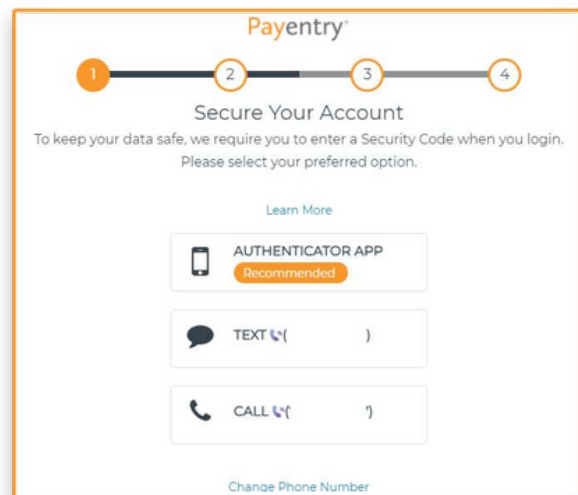 Payentry
1 2 3 4
Secure Your Account
To keep your data safe, we require you to enter a Security Code when you login.
Please select your preferred option.
Learn More
AUTHENTICATOR APP
Recommended
TEXT ( )
CALL ( )
Change Phone Number